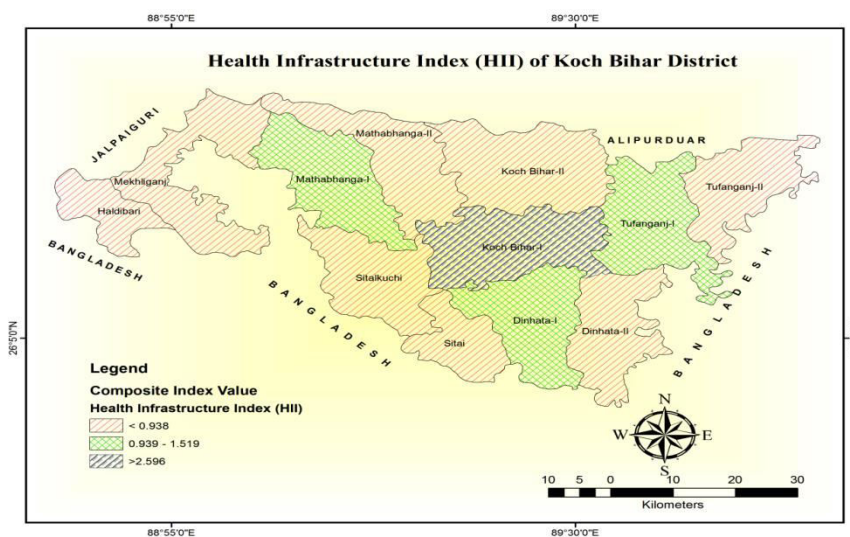 88°55'0"E 89°30'0"E
Health Infrastructure Index (HII) of Koch Bihar District
JALPAIGURI
ALIPURDUAR
Mathabhanga-II
Koch Bihar-II
Mekhliganj
Mathabhanga-I
Tufanganj-II
Haldibari
Tufanganj-I
BANGLADESH
Koch Bihar-I
Sitalkuchi
BANGLADESH
BANGLADESH
Dinhata-I
Dinhata-II
Sitai
26°5'0"N
Legend
Composite Index Value
Health Infrastructure Index (HII)
< 0.938
0.939 - 1.519
>2.596
N
W E
S
10 5 0 10 20 30
Kilometers
88°55'0"E 89°30'0"E